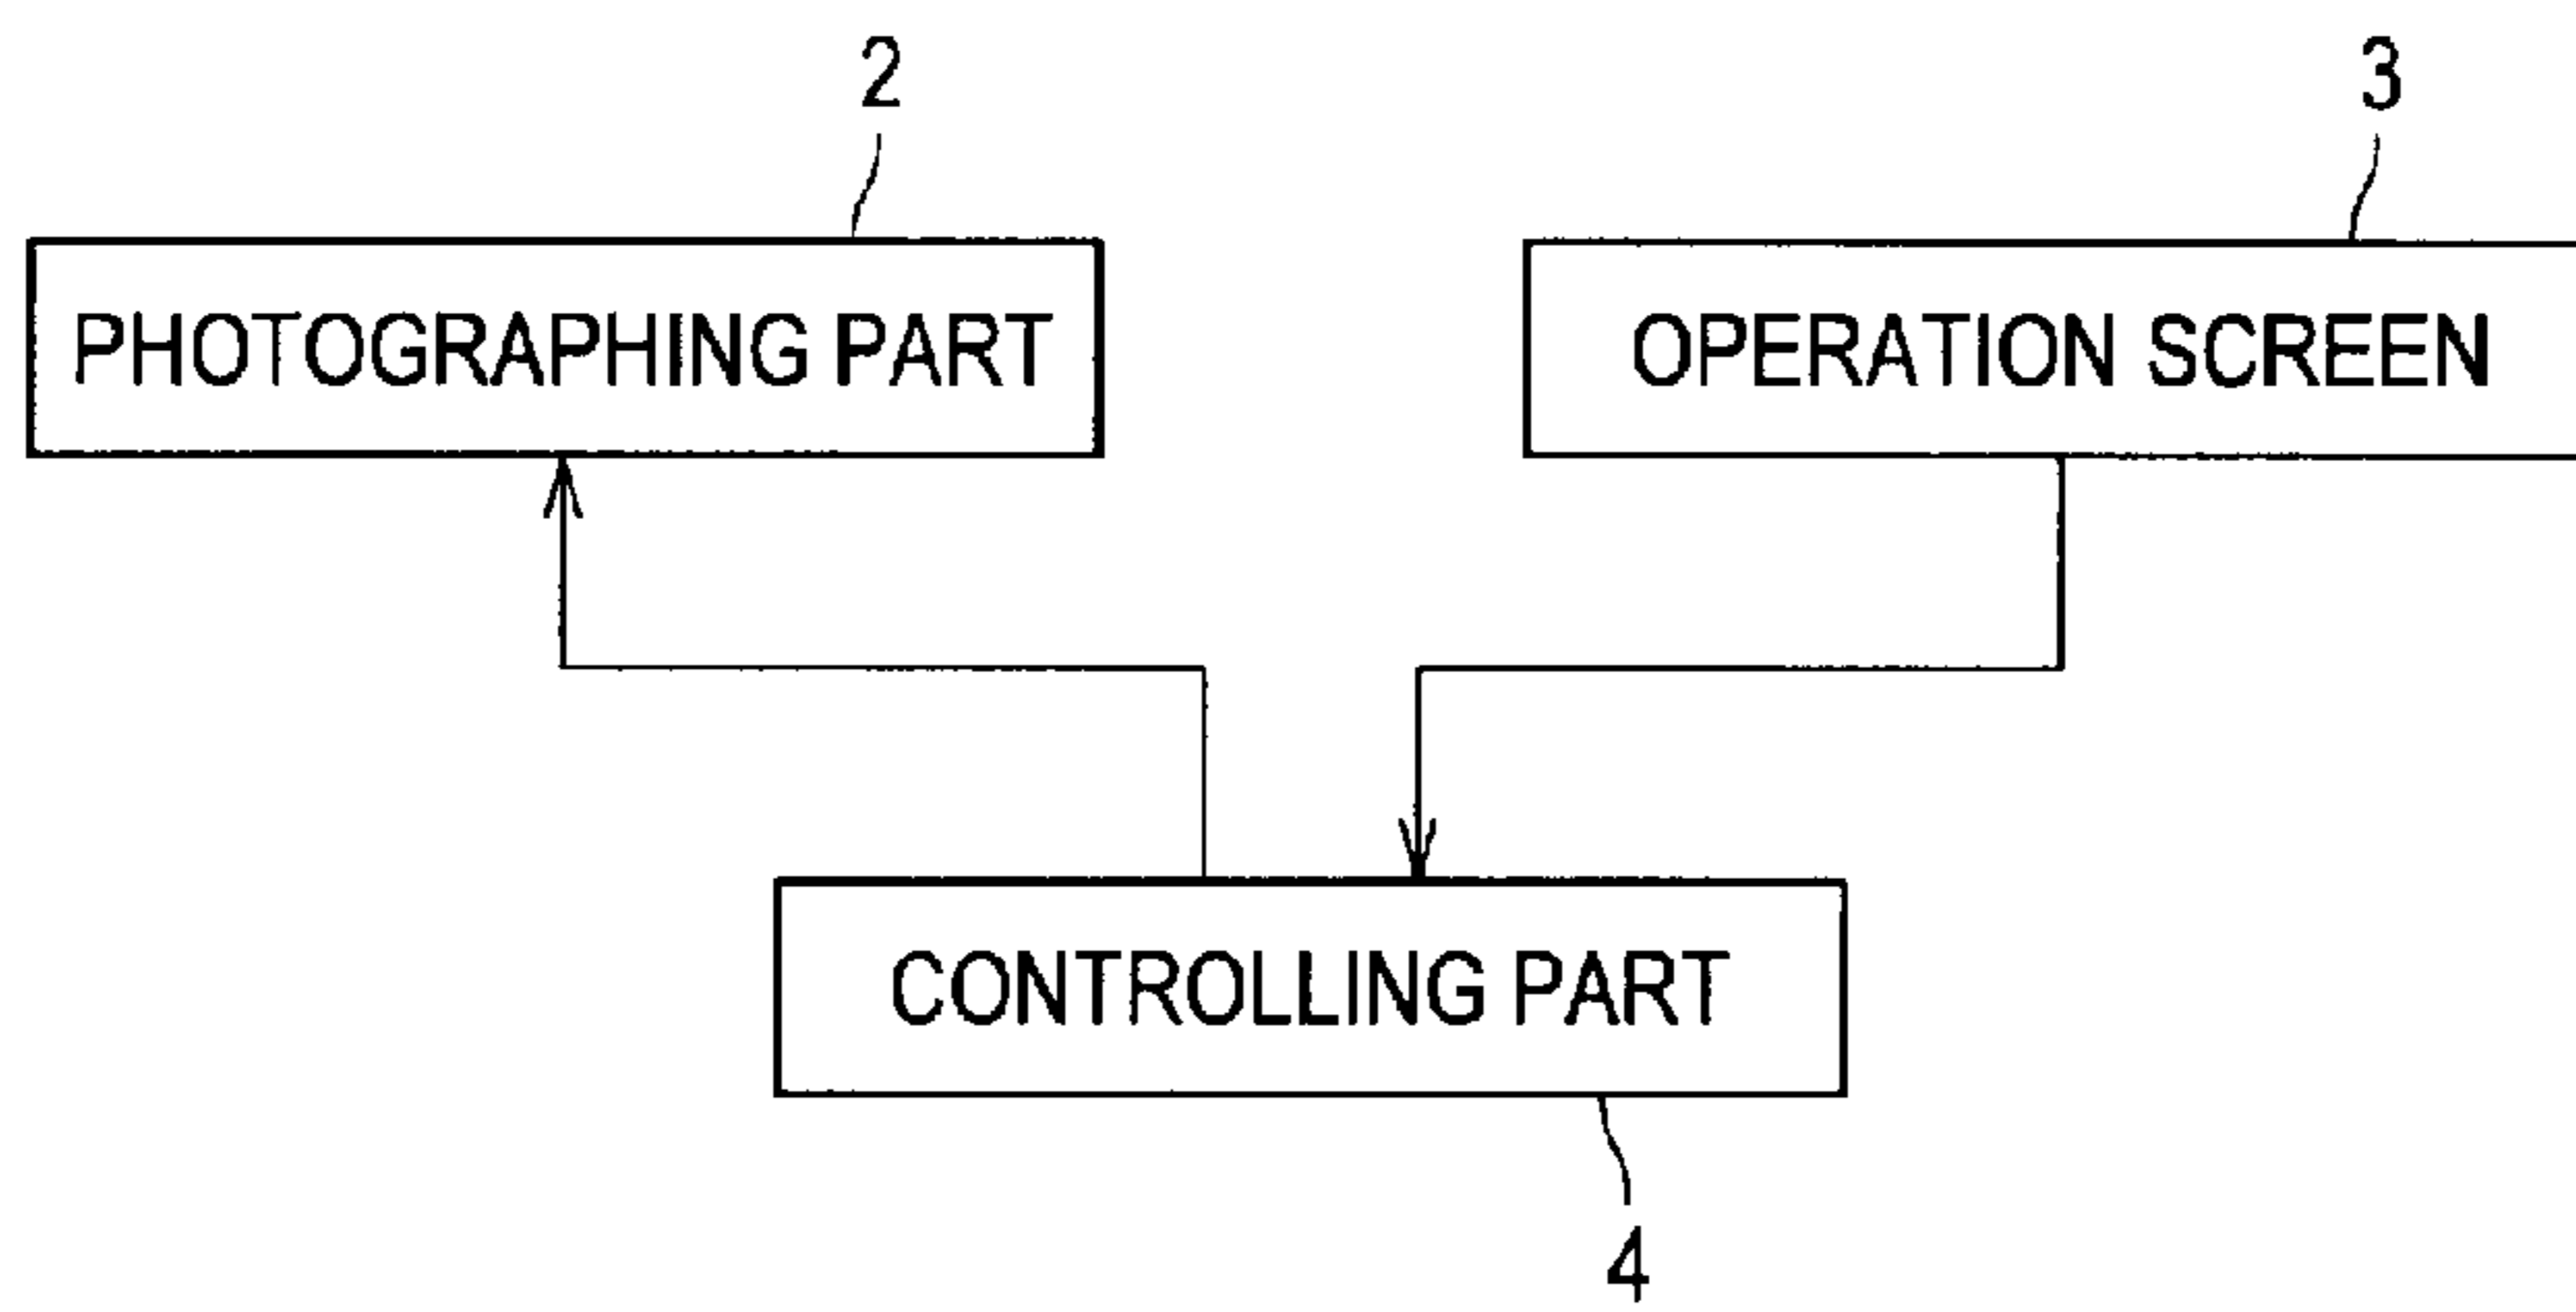 2
3
PHOTOGRAPHING PART
OPERATION SCREEN
CONTROLLING PART
4